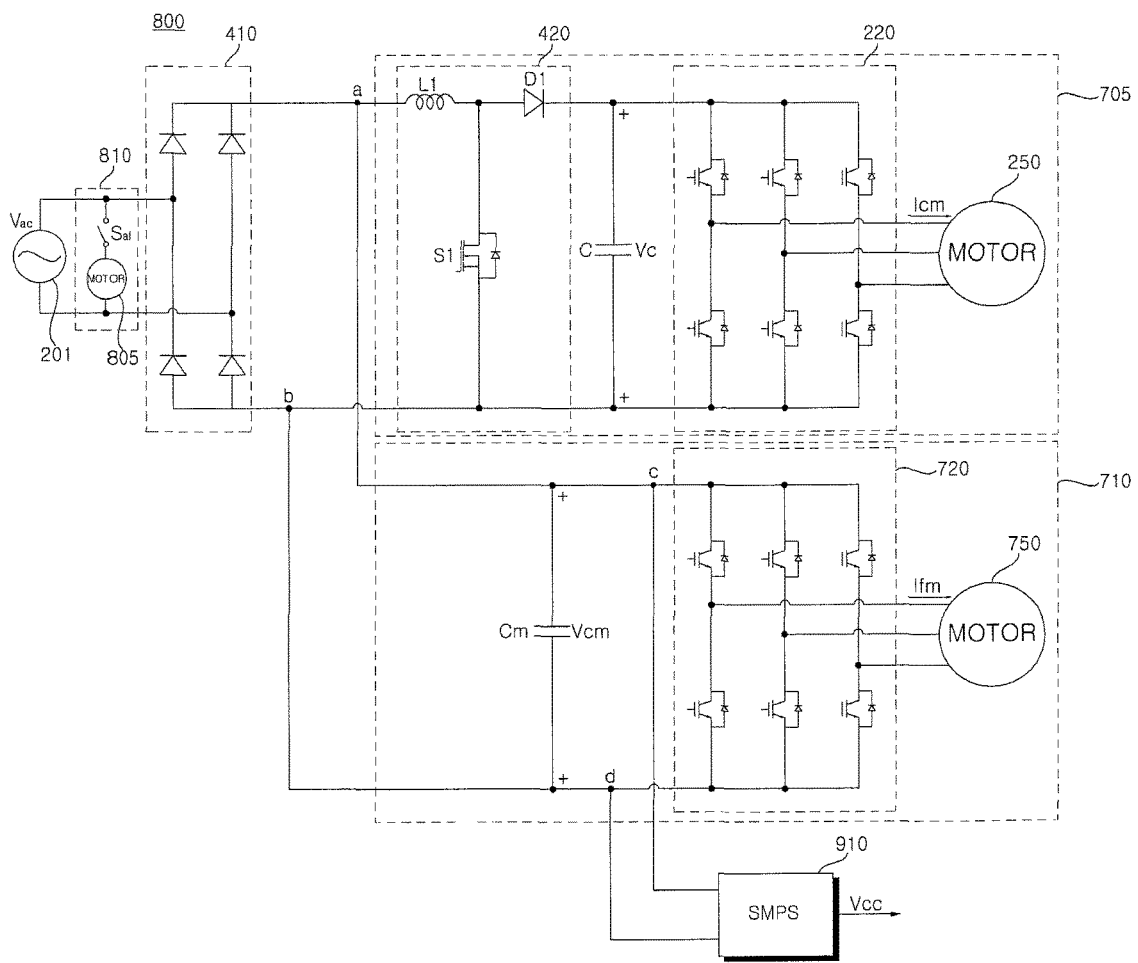 800
410
420
220
a
L1
D1
+
705
810
250
Vac
Saf
Icm
MOTOR
S1
C
Vc
MOTOR
201
805
b
+
720
710
c
+
750
Ifm
Cm
Vcm
MOTOR
+
d
910
SMPS
Vcc